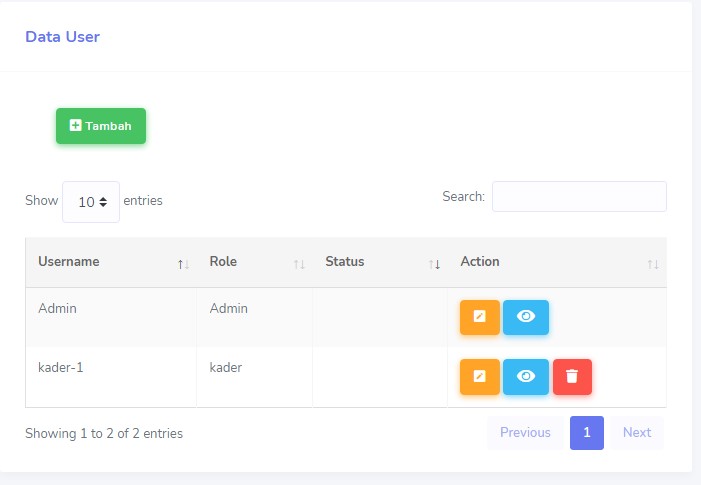 Data User
Tambah
Show 10 entries Search:
Username Role Status Action
Admin Admin
kader-1 kader
Showing 1 to 2 of 2 entries Previous 1 Next